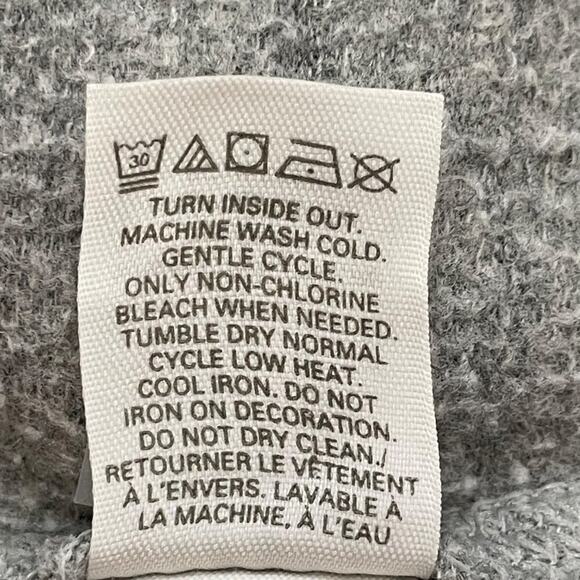 30
TURN INSIDE OUT.
MACHINE WASH COLD.
GENTLE CYCLE.
ONLY NON-CHLORINE
BLEACH WHEN NEEDED.
TUMBLE DRY NORMAL
CYCLE LOW HEAT.
COOL IRON. DO NOT
IRON ON DECORATION.
DO NOT DRY CLEAN./
RETOURNER LE VÊTEMENT
À L'ENVERS. LAVABLE À
LA MACHINE, À L'EAU